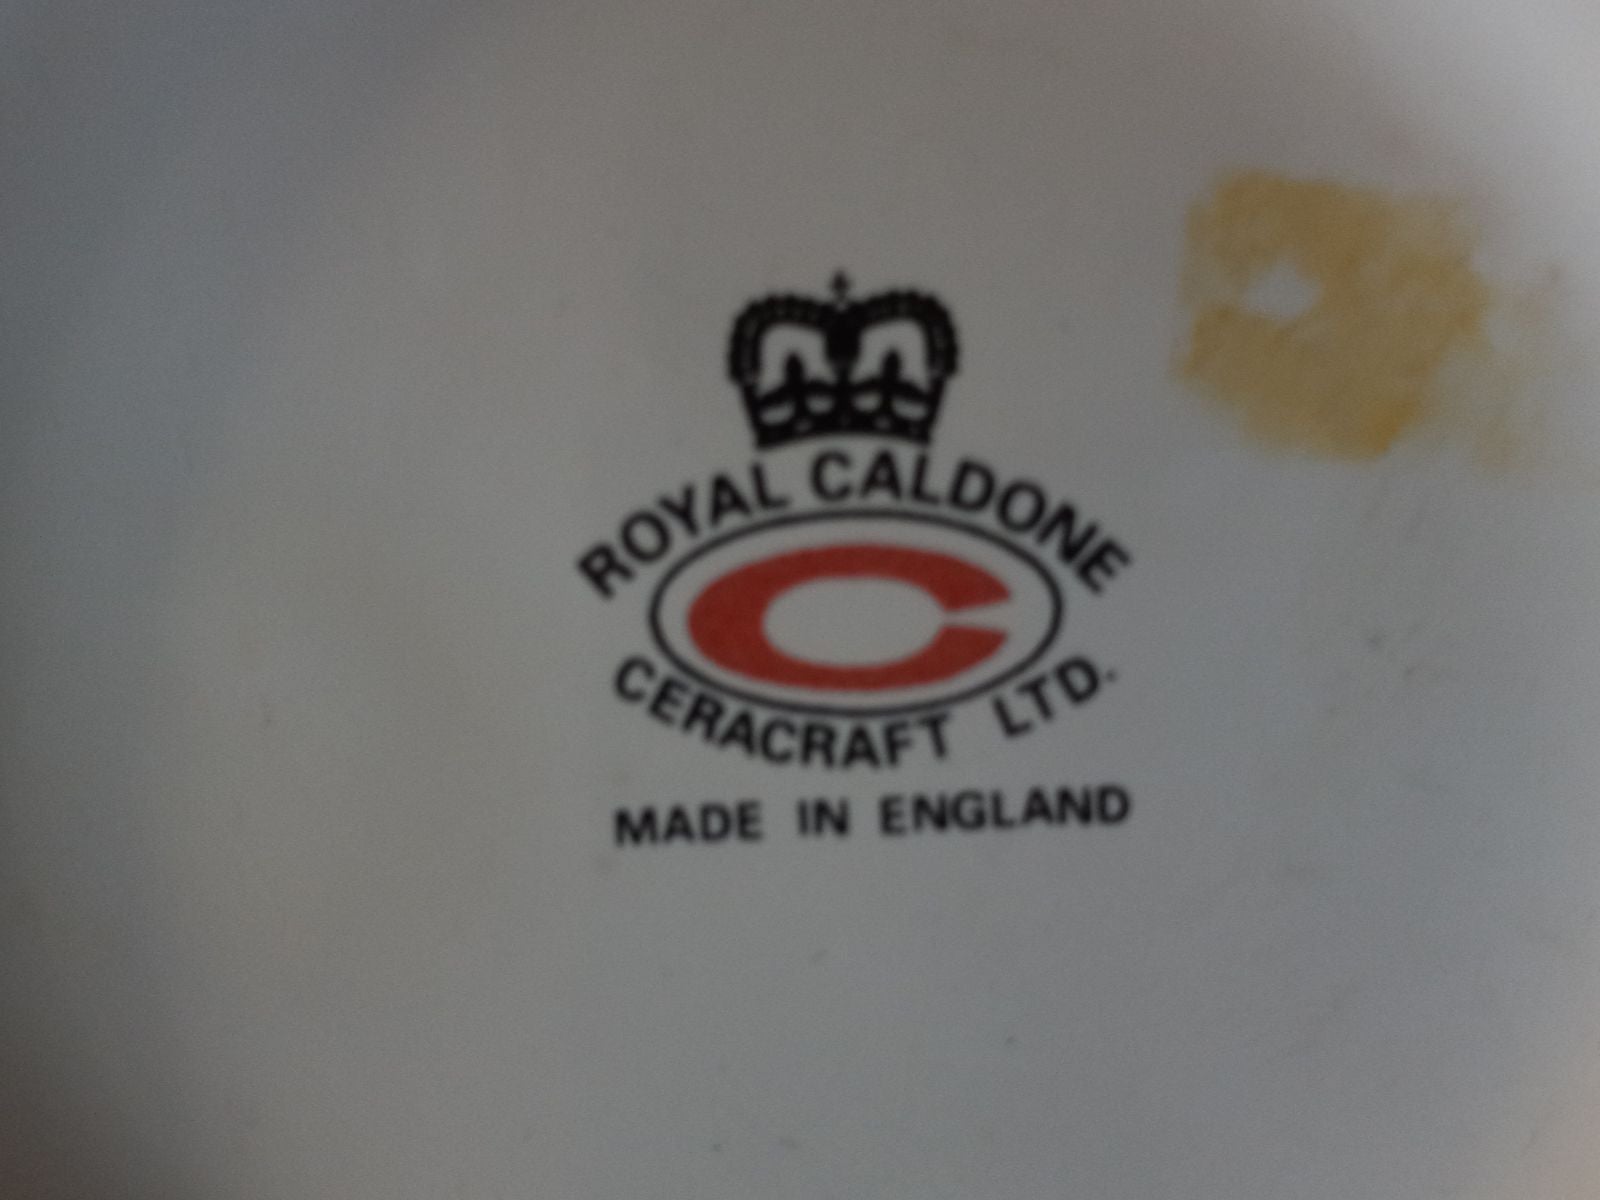 ROYAL CALDONE
C
CERACRAFT LTD.
MADE IN ENGLAND